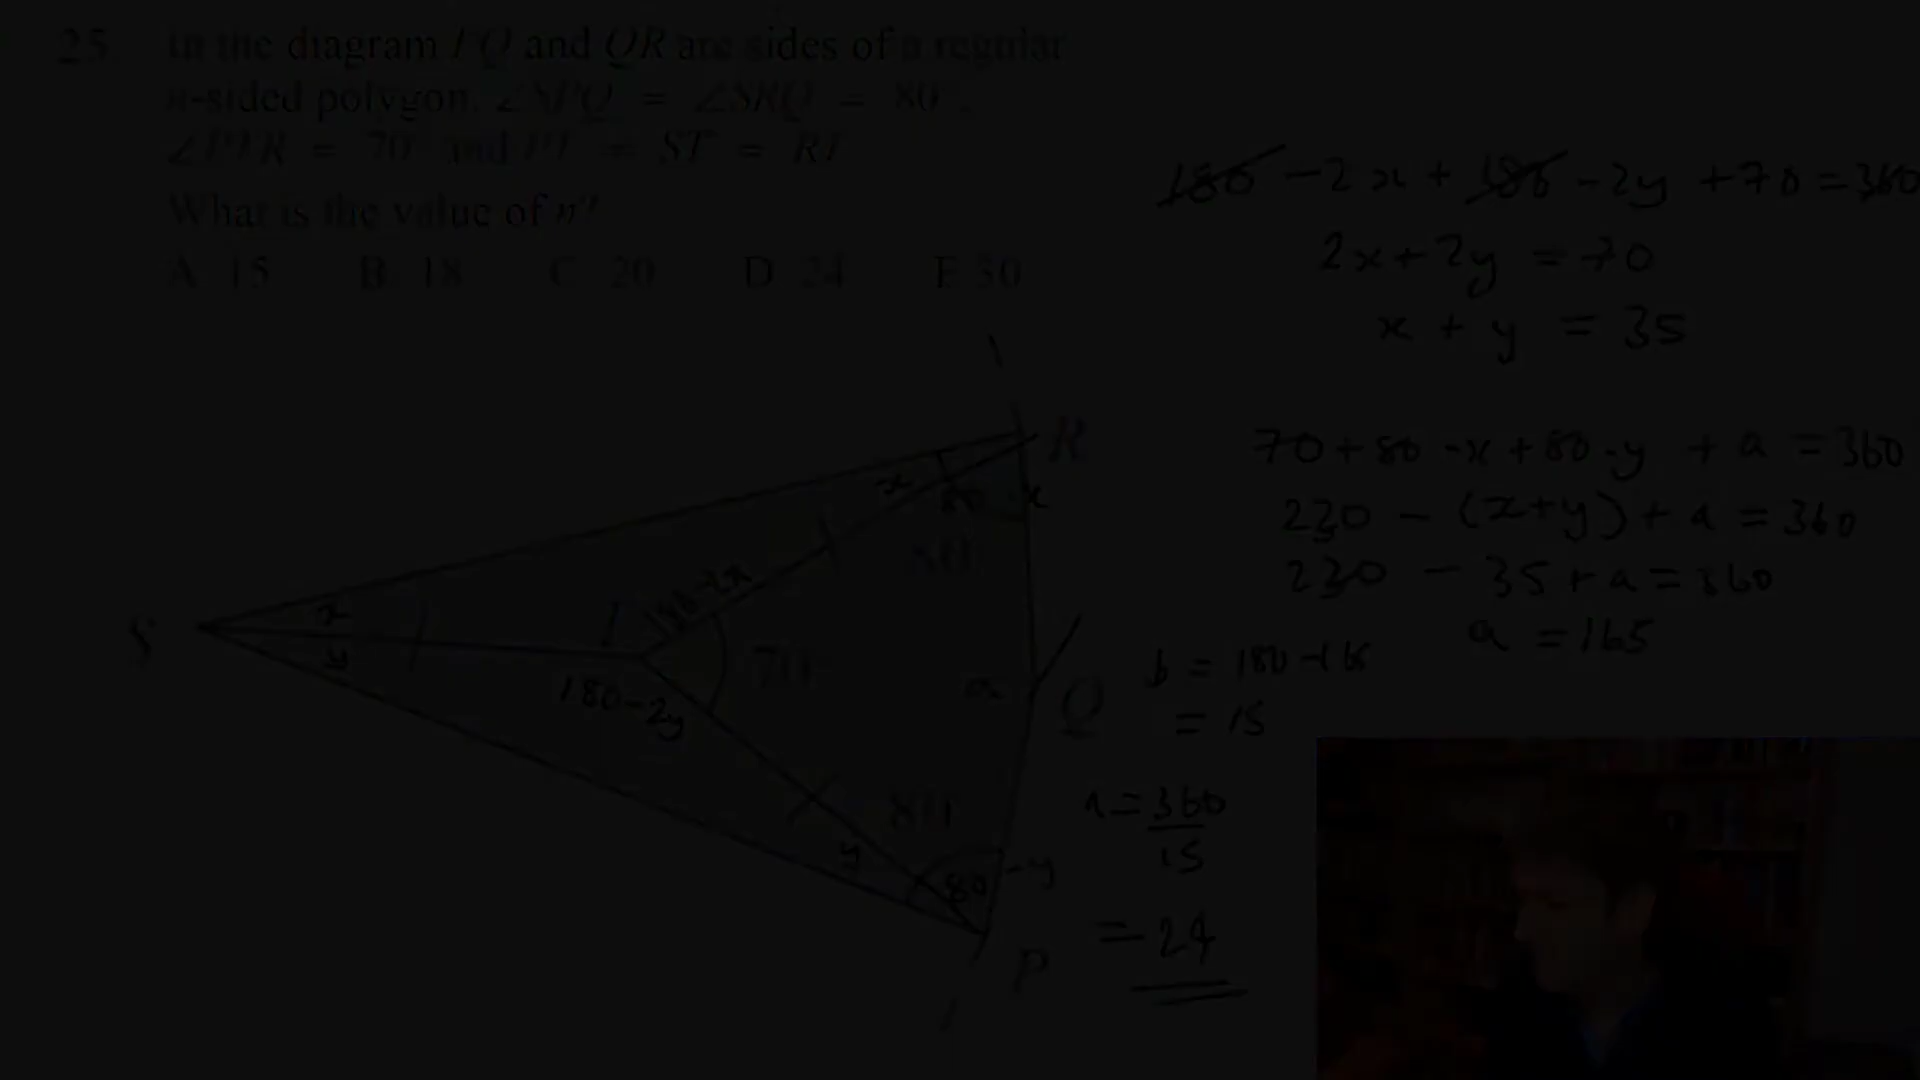 25 In the diagram PQ and QR are sides of a regular
n-sided polygon, ∠SPQ = ∠SRQ = 80°,
∠PTR = 70° and PT = ST = RT
What is the value of n?
A 15 B 18 C 20 D 24 E 30
180 - 2x + 180 - 2y + 70 = 360
2x + 2y = 70
x + y = 35
R
x
80 - x
80
70 + 80 - x + 80 - y + a = 360
230 - (x+y) + a = 360
230 - 35 + a = 360
a = 165
S
x
y
T
180-2x
70
180-2y
Q
b = 180 - 165
= 15
80
y
80 - y
P
n = 360
15
= 24